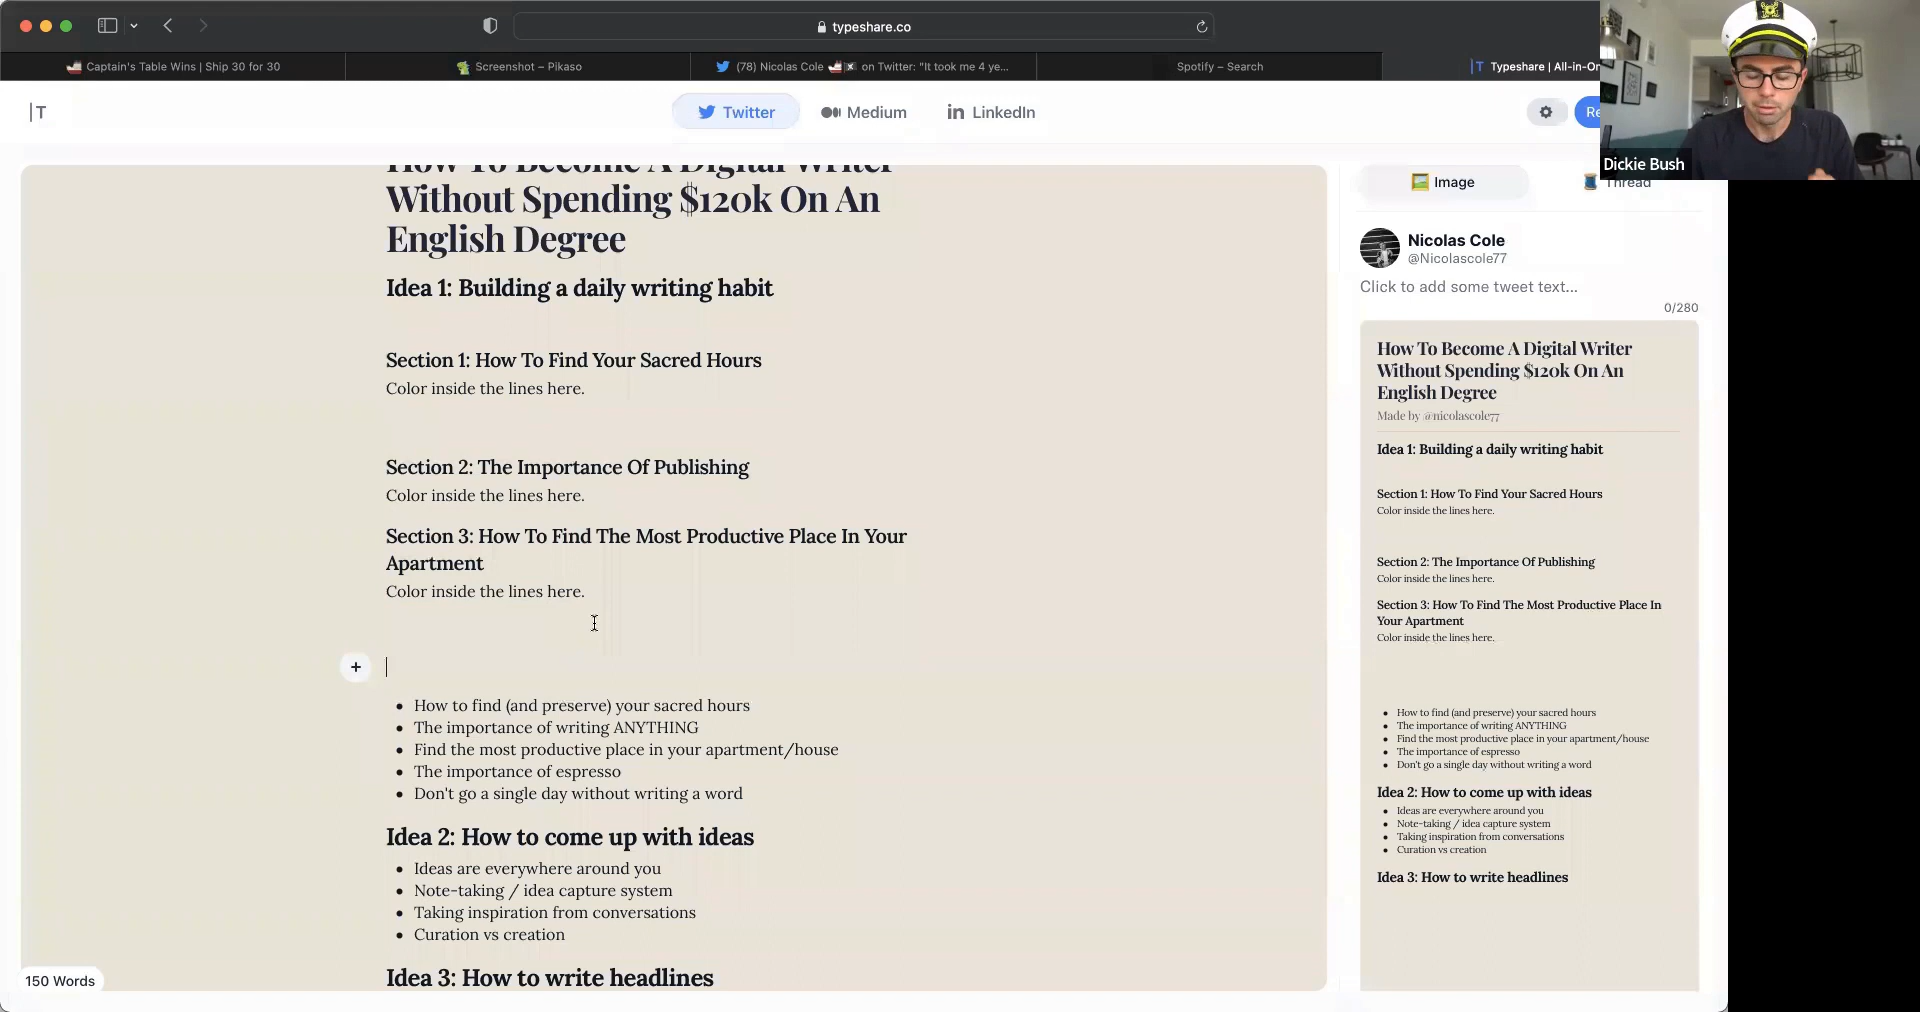 typeshare.co
Captain's Table Wins | Ship 30 for 30
Screenshot – Pikaso
(78) Nicolas Cole on Twitter: "It took me 4 ye...
Spotify – Search
Typeshare | All-in-On
|T
Twitter
Medium
LinkedIn
Re
Dickie Bush
How To Become A Digital Writer
Without Spending $120k On An
English Degree
Idea 1: Building a daily writing habit
Section 1: How To Find Your Sacred Hours
Color inside the lines here.
Section 2: The Importance Of Publishing
Color inside the lines here.
Section 3: How To Find The Most Productive Place In Your
Apartment
Color inside the lines here.
+
• How to find (and preserve) your sacred hours
• The importance of writing ANYTHING
• Find the most productive place in your apartment/house
• The importance of espresso
• Don't go a single day without writing a word
Idea 2: How to come up with ideas
• Ideas are everywhere around you
• Note-taking / idea capture system
• Taking inspiration from conversations
• Curation vs creation
Idea 3: How to write headlines
150 Words
Image
Thread
Nicolas Cole
@Nicolascole77
Click to add some tweet text...
0/280
How To Become A Digital Writer
Without Spending $120k On An
English Degree
Made by @nicolascole77
Idea 1: Building a daily writing habit
Section 1: How To Find Your Sacred Hours
Color inside the lines here.
Section 2: The Importance Of Publishing
Color inside the lines here.
Section 3: How To Find The Most Productive Place In
Your Apartment
Color inside the lines here.
• How to find (and preserve) your sacred hours
• The importance of writing ANYTHING
• Find the most productive place in your apartment/house
• The importance of espresso
• Don't go a single day without writing a word
Idea 2: How to come up with ideas
• Ideas are everywhere around you
• Note-taking / idea capture system
• Taking inspiration from conversations
• Curation vs creation
Idea 3: How to write headlines